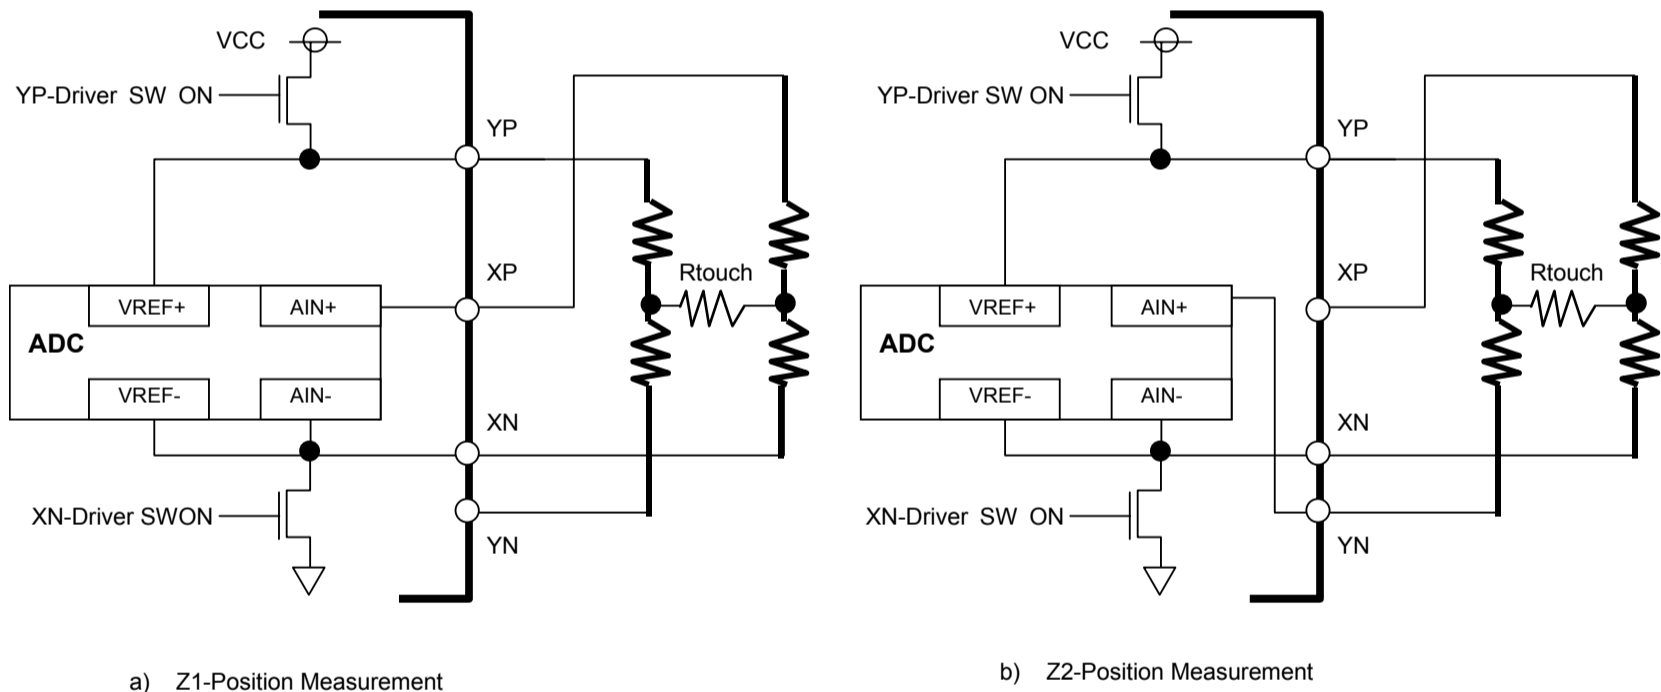 VCC
YP-Driver SW ON
YP
XP
Rtouch
VREF+
AIN+
ADC
VREF-
AIN-
XN
XN-Driver SWON
YN
a) Z1-Position Measurement
VCC
YP-Driver SW ON
YP
XP
Rtouch
VREF+
AIN+
ADC
VREF-
AIN-
XN
XN-Driver SW ON
YN
b) Z2-Position Measurement